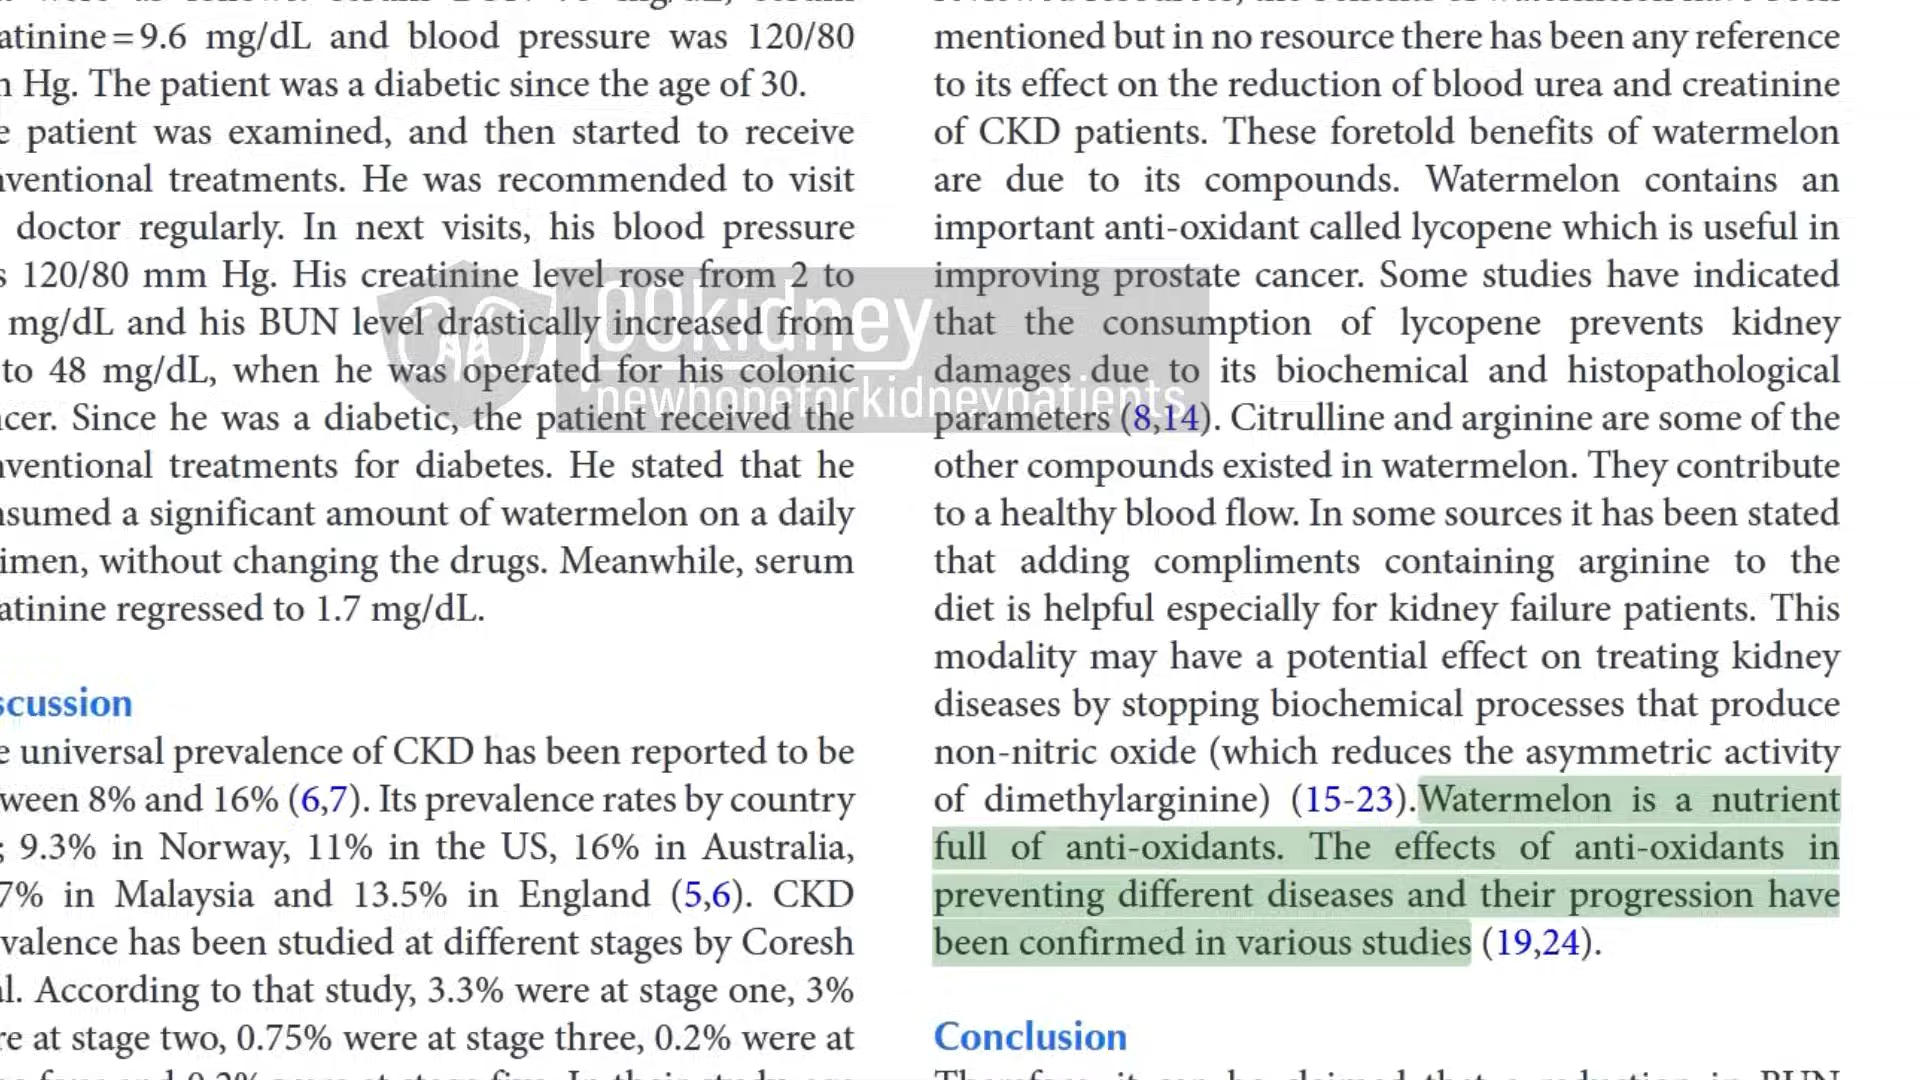 atinine=9.6 mg/dL and blood pressure was 120/80
Hg. The patient was a diabetic since the age of 30.
patient was examined, and then started to receive
nventional treatments. He was recommended to visit
doctor regularly. In next visits, his blood pressure
s 120/80 mm Hg. His creatinine level rose from 2 to
mg/dL and his BUN level drastically increased from
to 48 mg/dL, when he was operated for his colonic
ncer. Since he was a diabetic, the patient received the
nventional treatments for diabetes. He stated that he
nsumed a significant amount of watermelon on a daily
imen, without changing the drugs. Meanwhile, serum
atinine regressed to 1.7 mg/dL.
scussion
e universal prevalence of CKD has been reported to be
ween 8% and 16% (6,7). Its prevalence rates by country
; 9.3% in Norway, 11% in the US, 16% in Australia,
7% in Malaysia and 13.5% in England (5,6). CKD
valence has been studied at different stages by Coresh
al. According to that study, 3.3% were at stage one, 3%
re at stage two, 0.75% were at stage three, 0.2% were at
mentioned but in no resource there has been any reference
to its effect on the reduction of blood urea and creatinine
of CKD patients. These foretold benefits of watermelon
are due to its compounds. Watermelon contains an
important anti-oxidant called lycopene which is useful in
improving prostate cancer. Some studies have indicated
that the consumption of lycopene prevents kidney
damages due to its biochemical and histopathological
parameters (8,14). Citrulline and arginine are some of the
other compounds existed in watermelon. They contribute
to a healthy blood flow. In some sources it has been stated
that adding compliments containing arginine to the
diet is helpful especially for kidney failure patients. This
modality may have a potential effect on treating kidney
diseases by stopping biochemical processes that produce
non-nitric oxide (which reduces the asymmetric activity
of dimethylarginine) (15-23).Watermelon is a nutrient
full of anti-oxidants. The effects of anti-oxidants in
preventing different diseases and their progression have
been confirmed in various studies (19,24).
Conclusion
00kidney
newhopeforkidneypatients